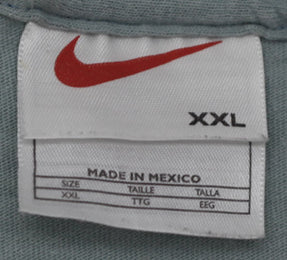 XXL
MADE IN MEXICO
SIZE TAILLE TALLA
XXL TTG EEG